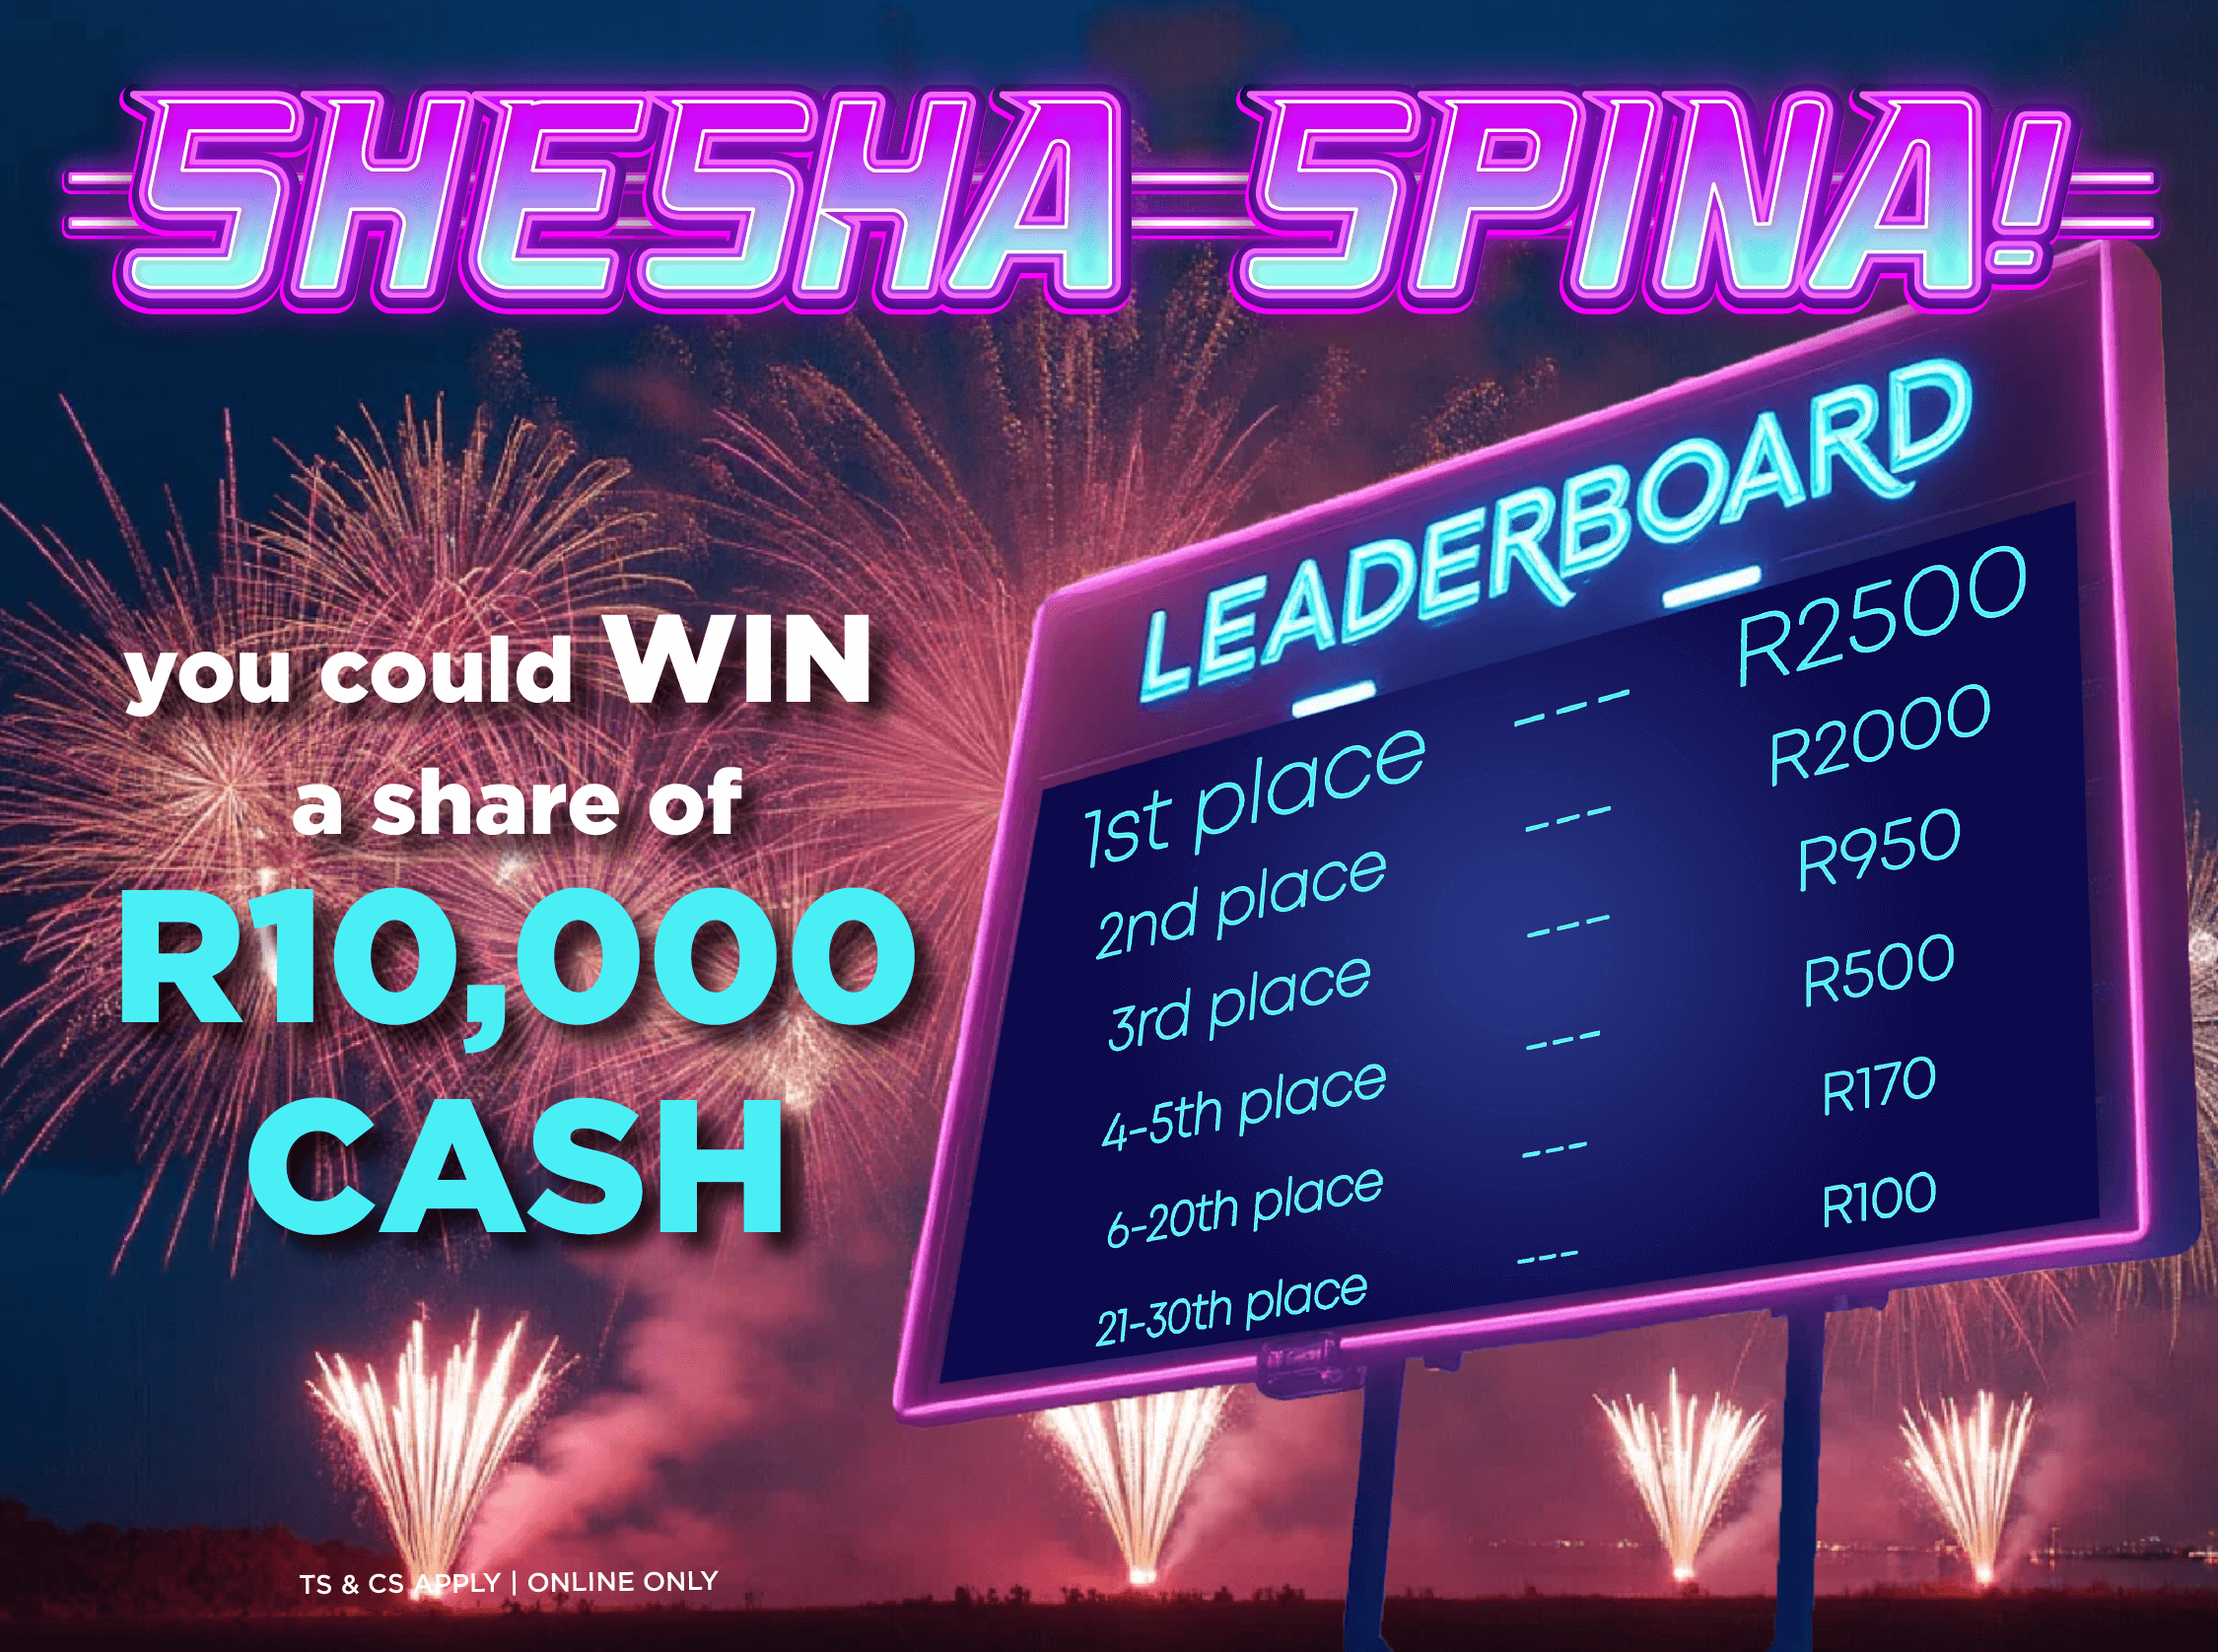 SHESHA SPINA!
LEADERBOARD
you could WIN
a share of
R10,000
CASH
1st place --- R2500
2nd place --- R2000
3rd place --- R950
4-5th place --- R500
6-20th place --- R170
21-30th place --- R100
TS & CS APPLY | ONLINE ONLY